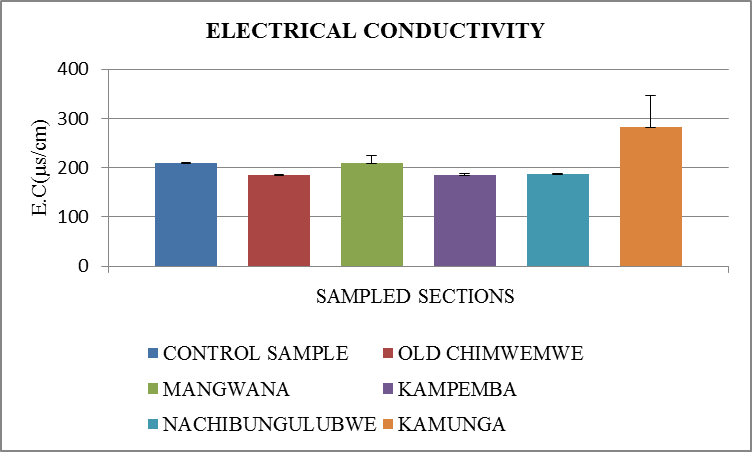 ELECTRICAL CONDUCTIVITY
400
300
200
100
0
E.C(µs/cm)
SAMPLED SECTIONS
CONTROL SAMPLE OLD CHIMWEMWE
MANGWANA KAMPEMBA
NACHIBUNGULUBWE KAMUNGA